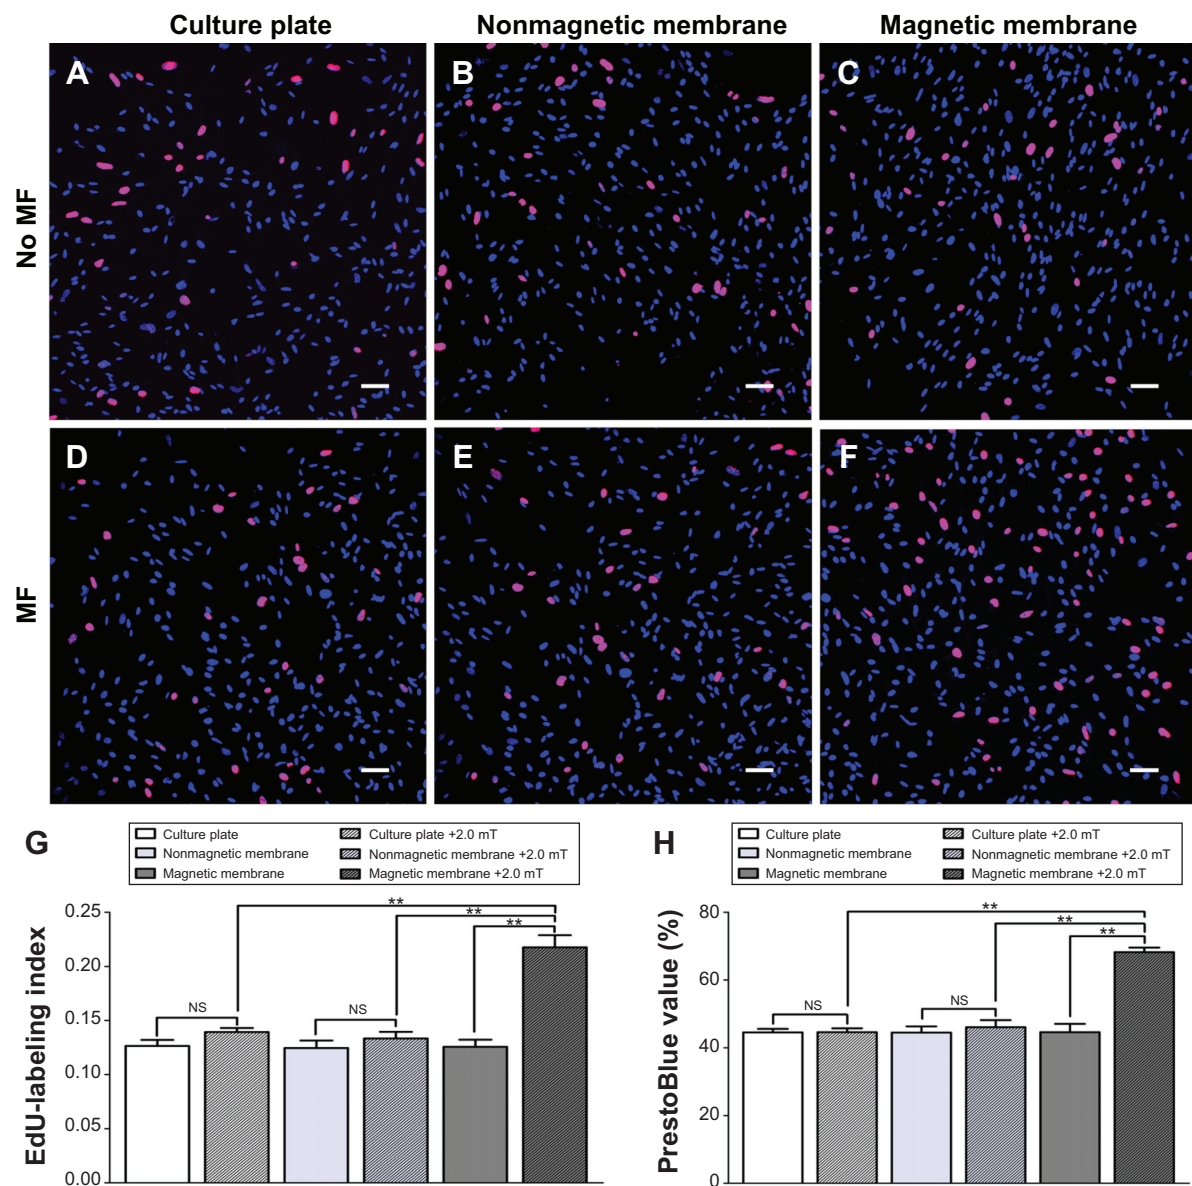 Culture plate Nonmagnetic membrane Magnetic membrane
No MF
A B C
MF
D E F
G
Culture plate Culture plate +2.0 mT
Nonmagnetic membrane Nonmagnetic membrane +2.0 mT
Magnetic membrane Magnetic membrane +2.0 mT
EdU-labeling index
0.25
0.20
0.15
0.10
0.05
0.00
NS NS ** ** **
H
Culture plate Culture plate +2.0 mT
Nonmagnetic membrane Nonmagnetic membrane +2.0 mT
Magnetic membrane Magnetic membrane +2.0 mT
PrestoBlue value (%)
80
60
40
20
0
NS NS ** ** **